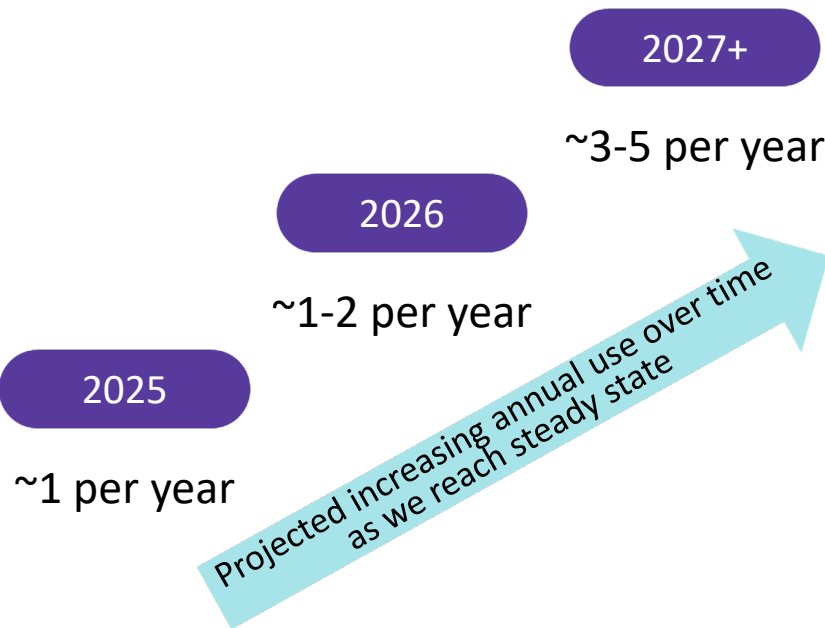 2027+
~3-5 per year
2026
~1-2 per year
2025
~1 per year
Projected increasing annual use over time
as we reach steady state